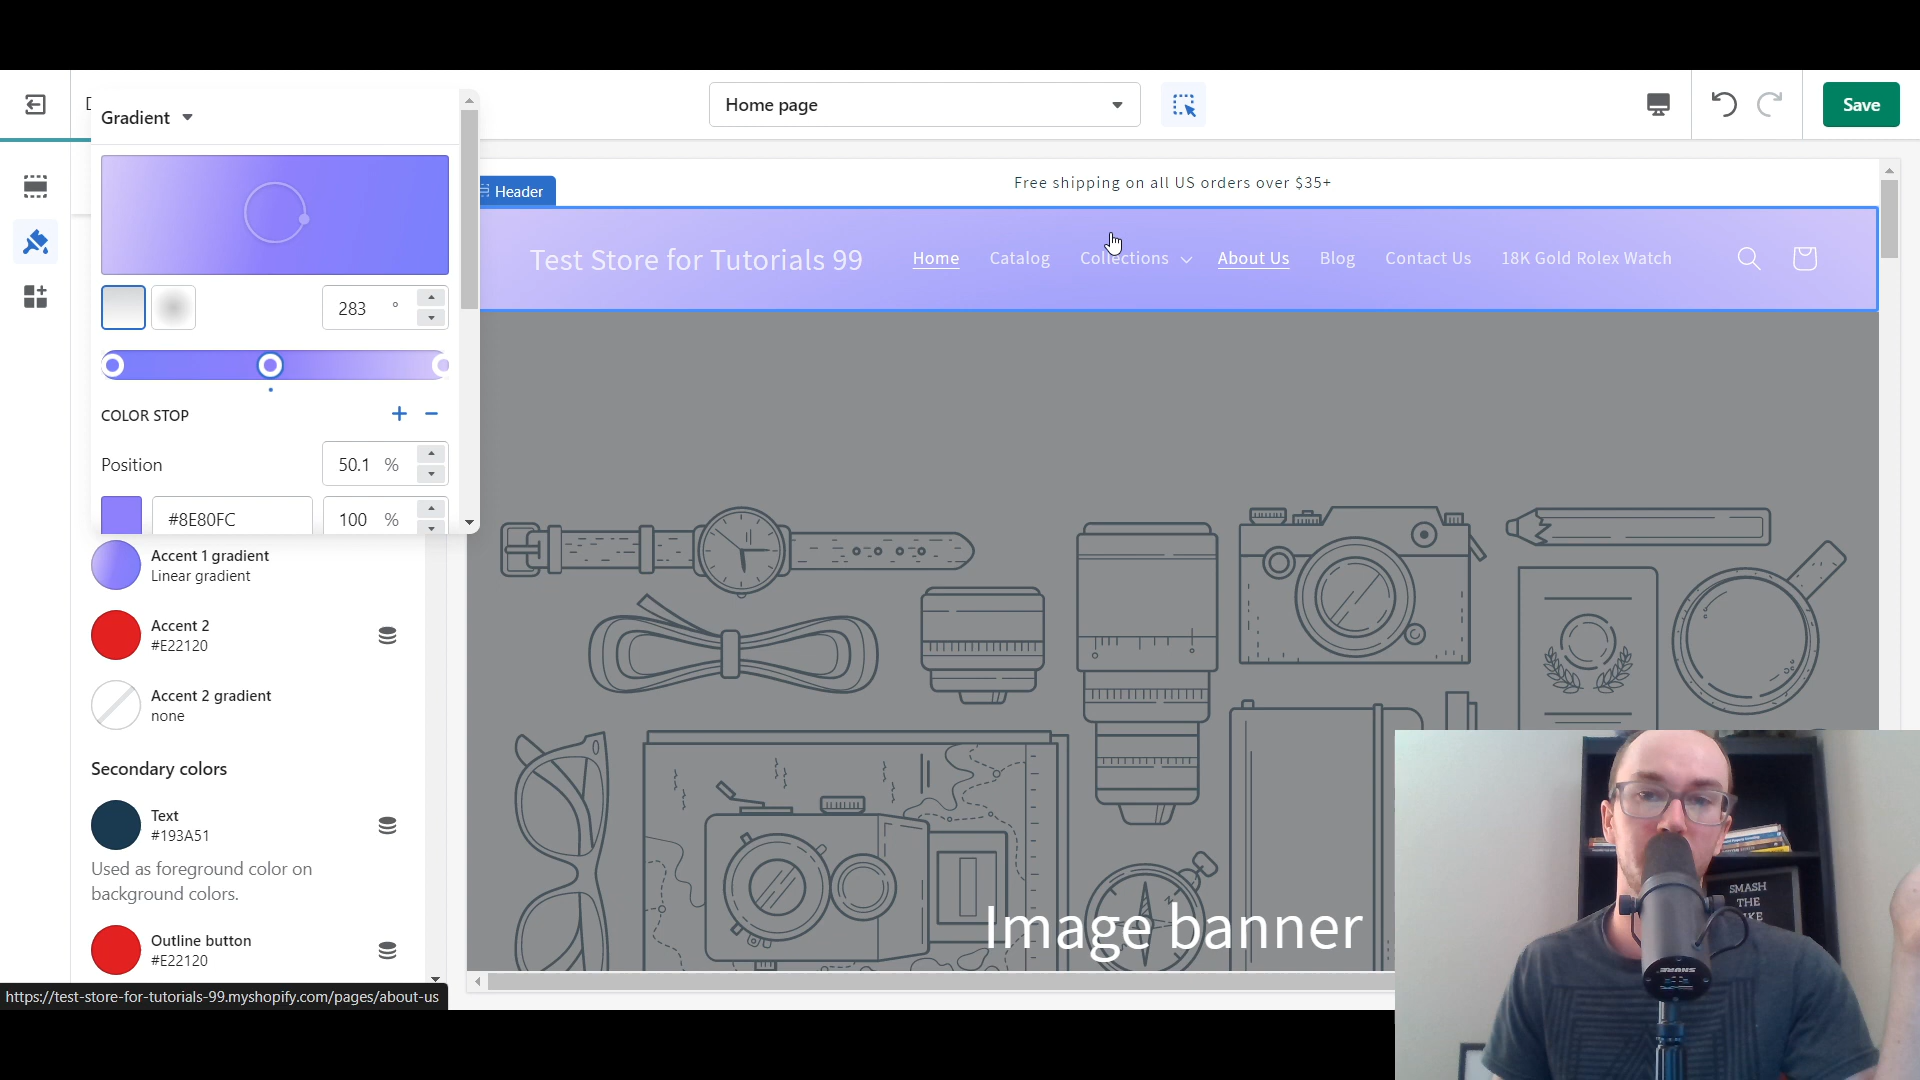 Home page
Save
Gradient
283 °
COLOR STOP
Position
50.1 %
#8E80FC
100 %
Accent 1 gradient
Linear gradient
Accent 2
#E22120
Accent 2 gradient
none
Secondary colors
Text
#193A51
Used as foreground color on
background colors.
Outline button
#E22120
https://test-store-for-tutorials-99.myshopify.com/pages/about-us
Header
Free shipping on all US orders over $35+
Test Store for Tutorials 99
Home
Catalog
Collections
About Us
Blog
Contact Us
18K Gold Rolex Watch
Image banner
SMASH
THE
SHURE